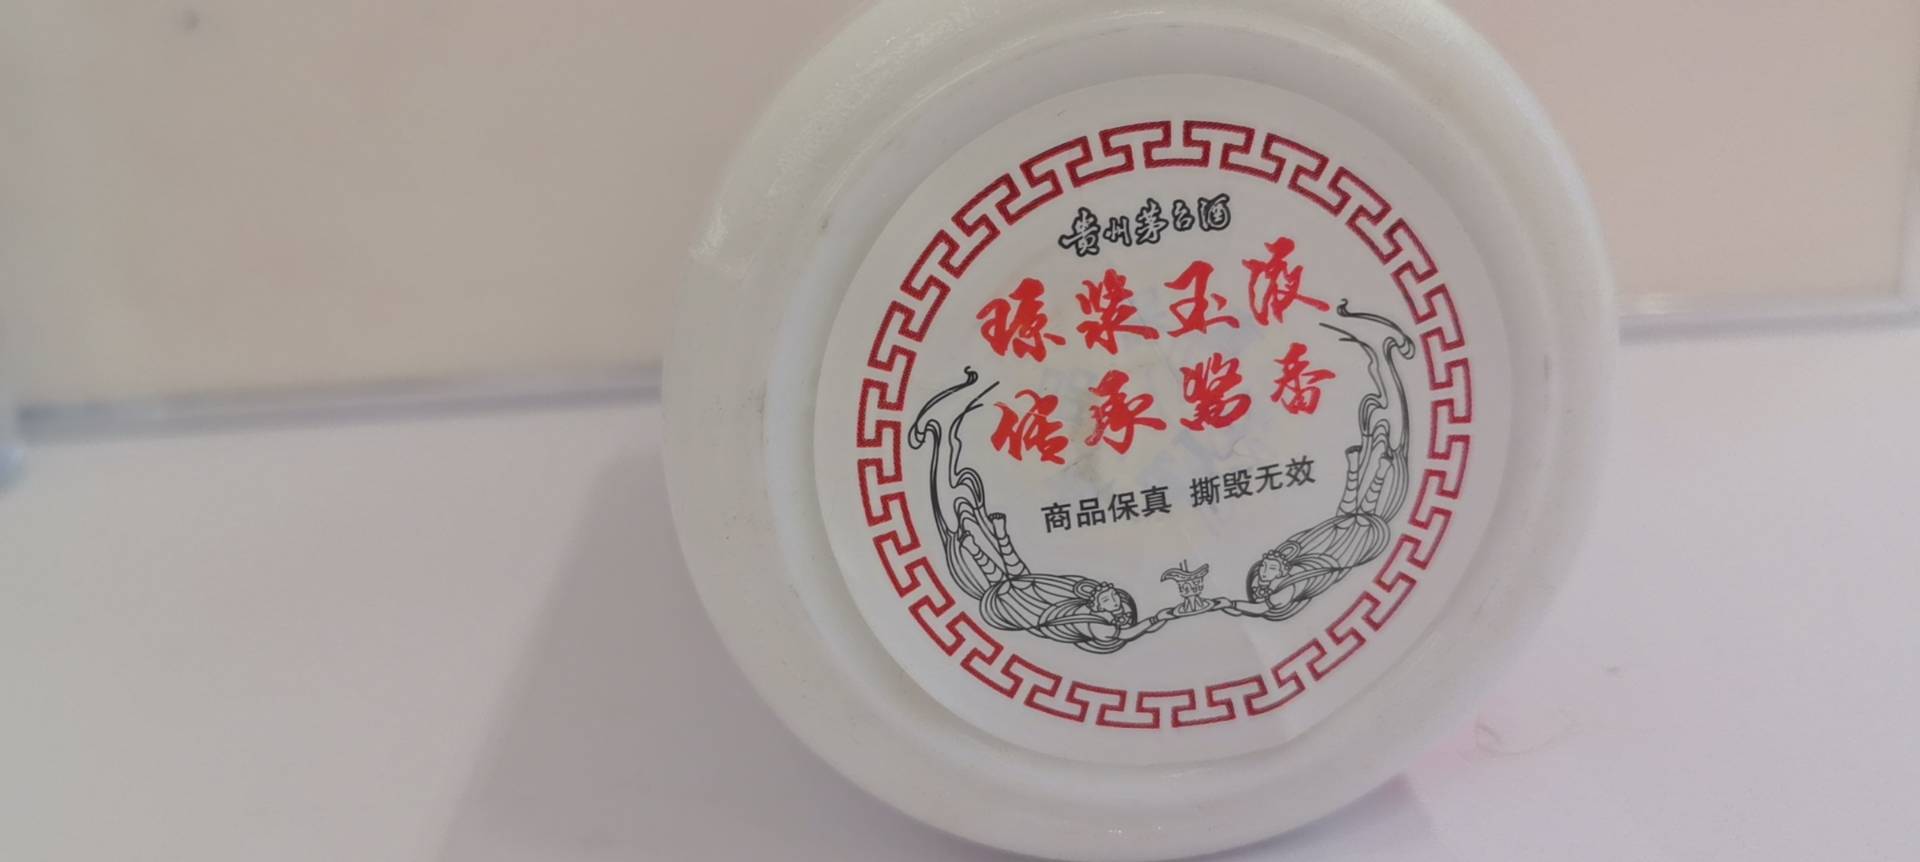 贵州茅台酒
琼浆玉液
传承酱香
商品保真 撕毁无效